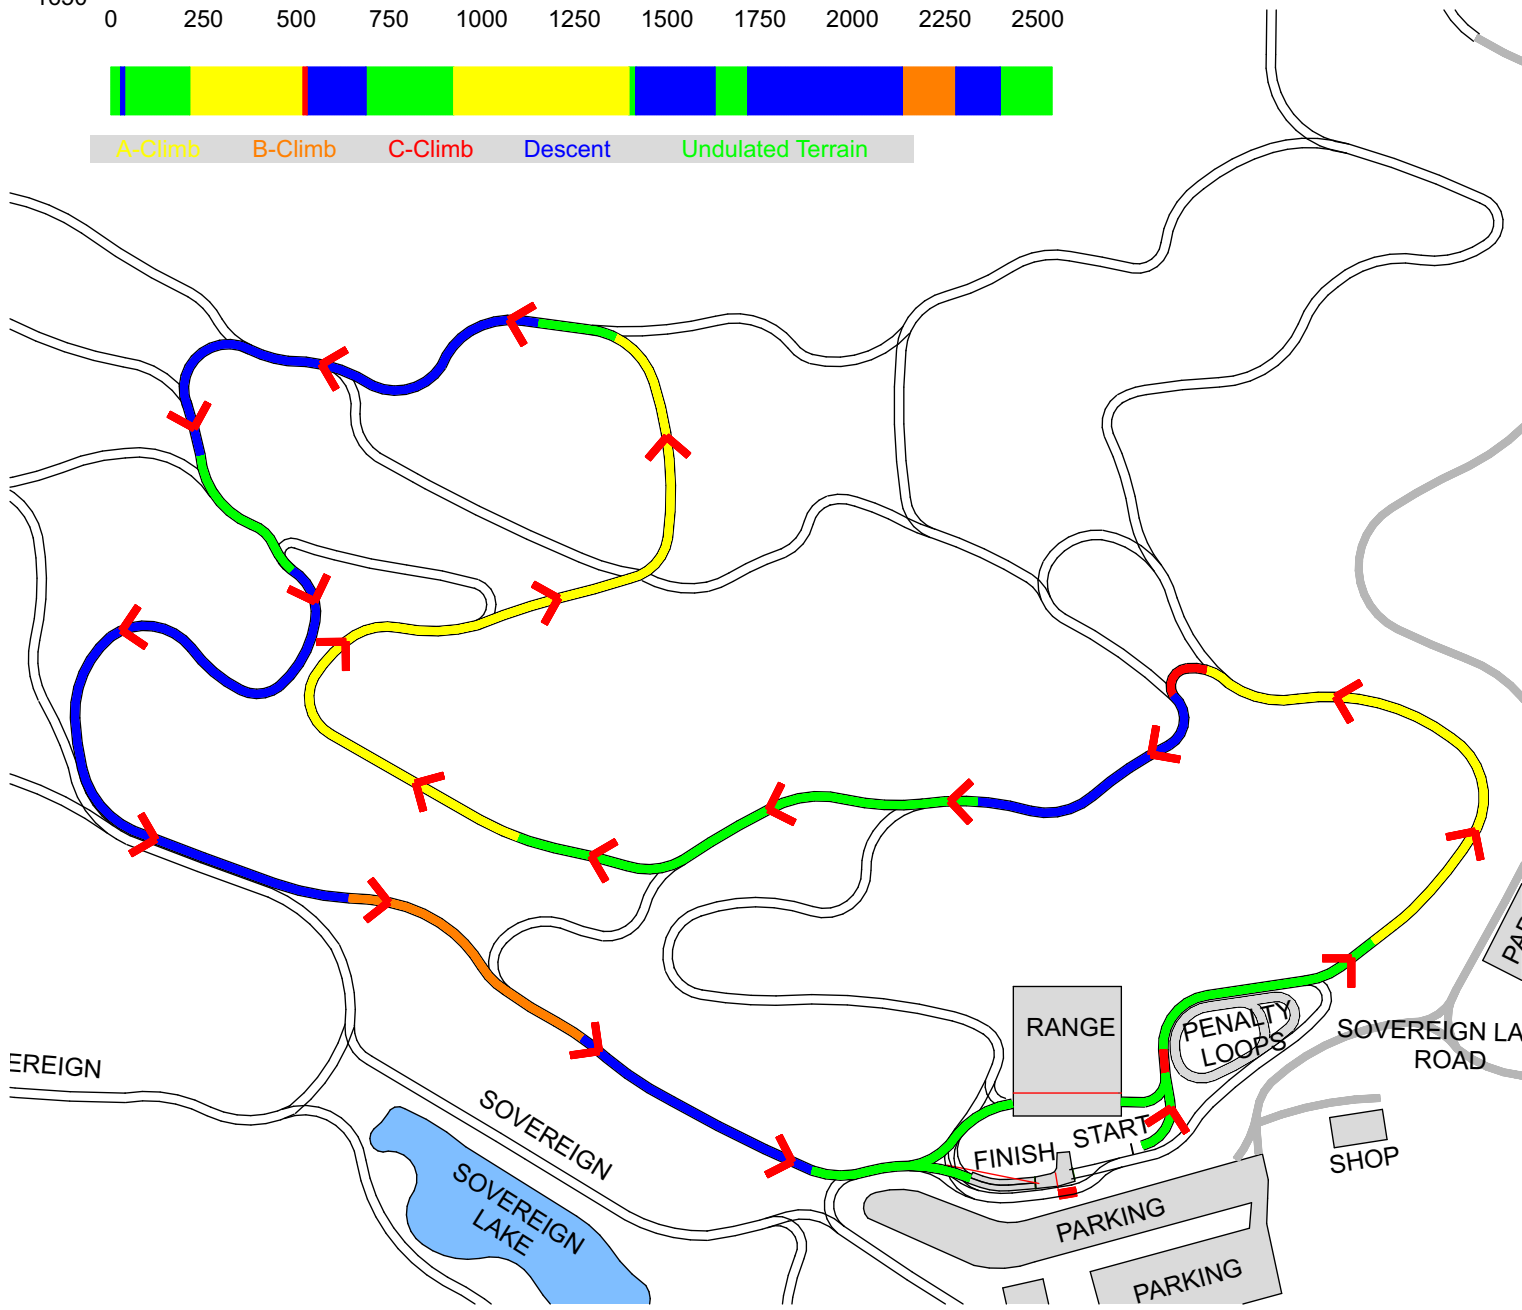 0 250 500 750 1000 1250 1500 1750 2000 2250 2500
A-Climb B-Climb C-Climb Descent Undulated Terrain
RANGE
PENALTY
LOOPS
SOVEREIGN LA
ROAD
EREIGN
SOVEREIGN
START
FINISH
SHOP
SOVEREIGN
LAKE
PARKING
PARKING